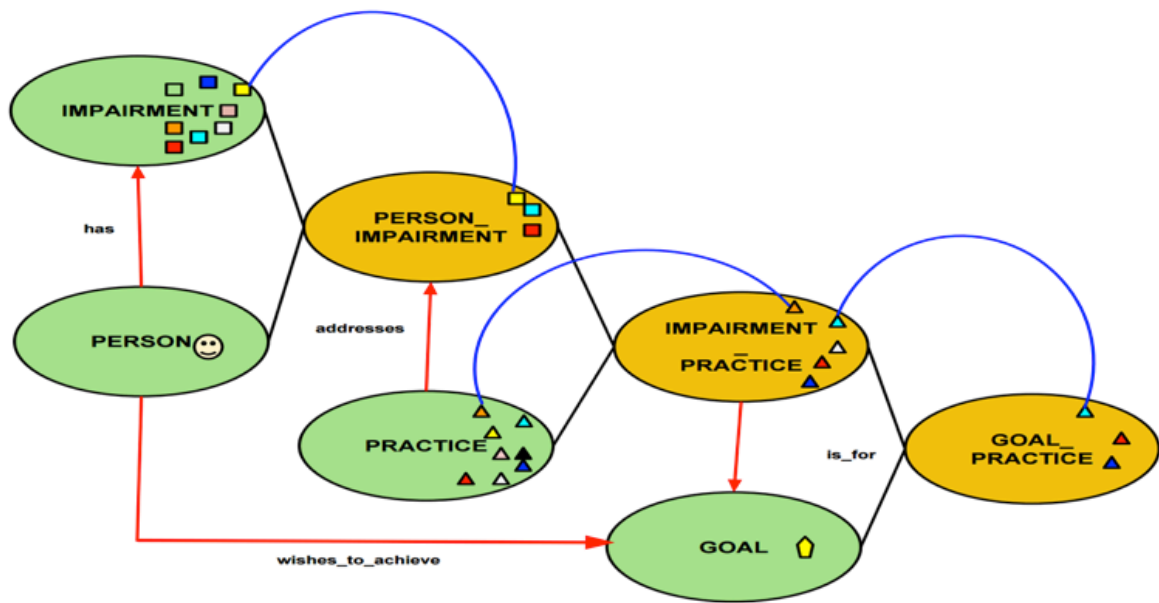 IMPAIRMENT
has
PERSON_
IMPAIRMENT
PERSON
addresses
IMPAIRMENT
_
PRACTICE
PRACTICE
is_for
GOAL_
PRACTICE
GOAL
wishes_to_achieve